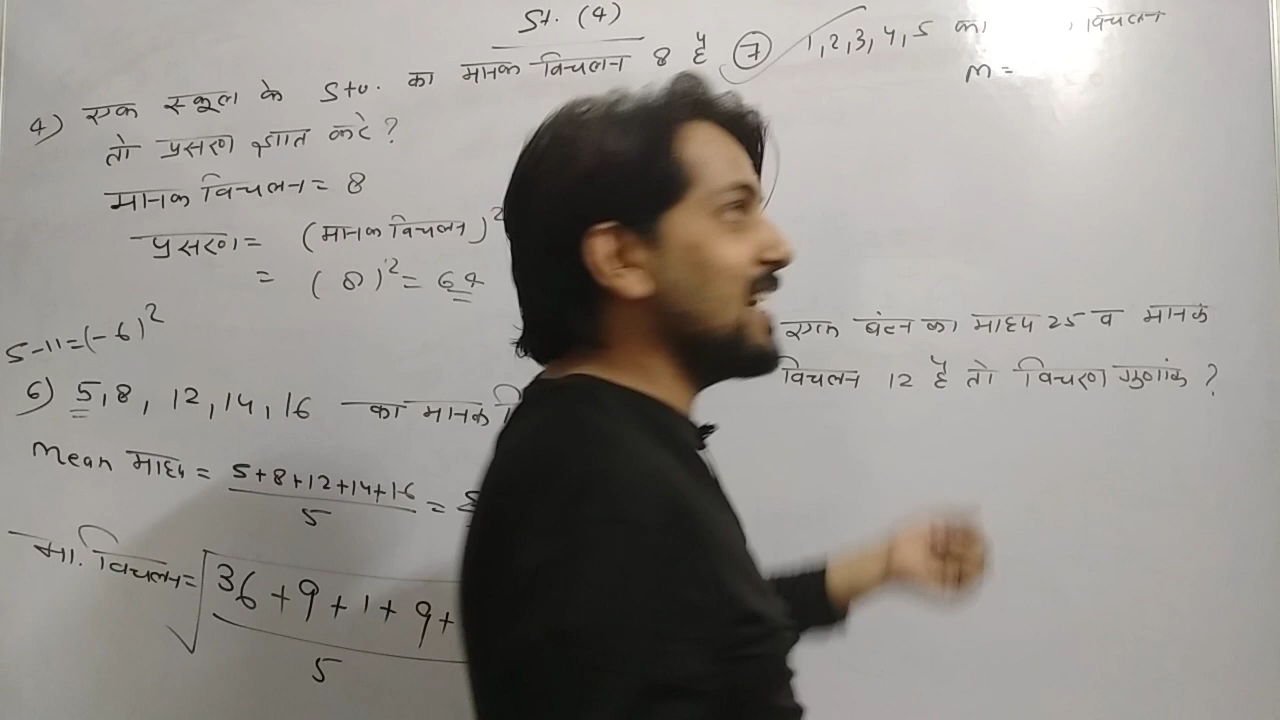 St. (4)
4) एक स्कूल के Stu. का मानक विचलन 8 है
तो प्रसरण ज्ञात करे ?
मानक विचलन = 8
प्रसरण = (मानक विचलन)²
= (8)² = 64
5-11=(-6)²
6) 5, 8, 12, 14, 16 का मानक
Mean माध्य = 5+8+12+14+16 / 5 =
मा. विचलन = √ 36 + 9 + 1 + 9 + / 5
7 1, 2, 3, 4, 5 का विचलन
M =
एक बंटन का माध्य 25 व मानक
विचलन 12 है तो विचरण गुणांक ?